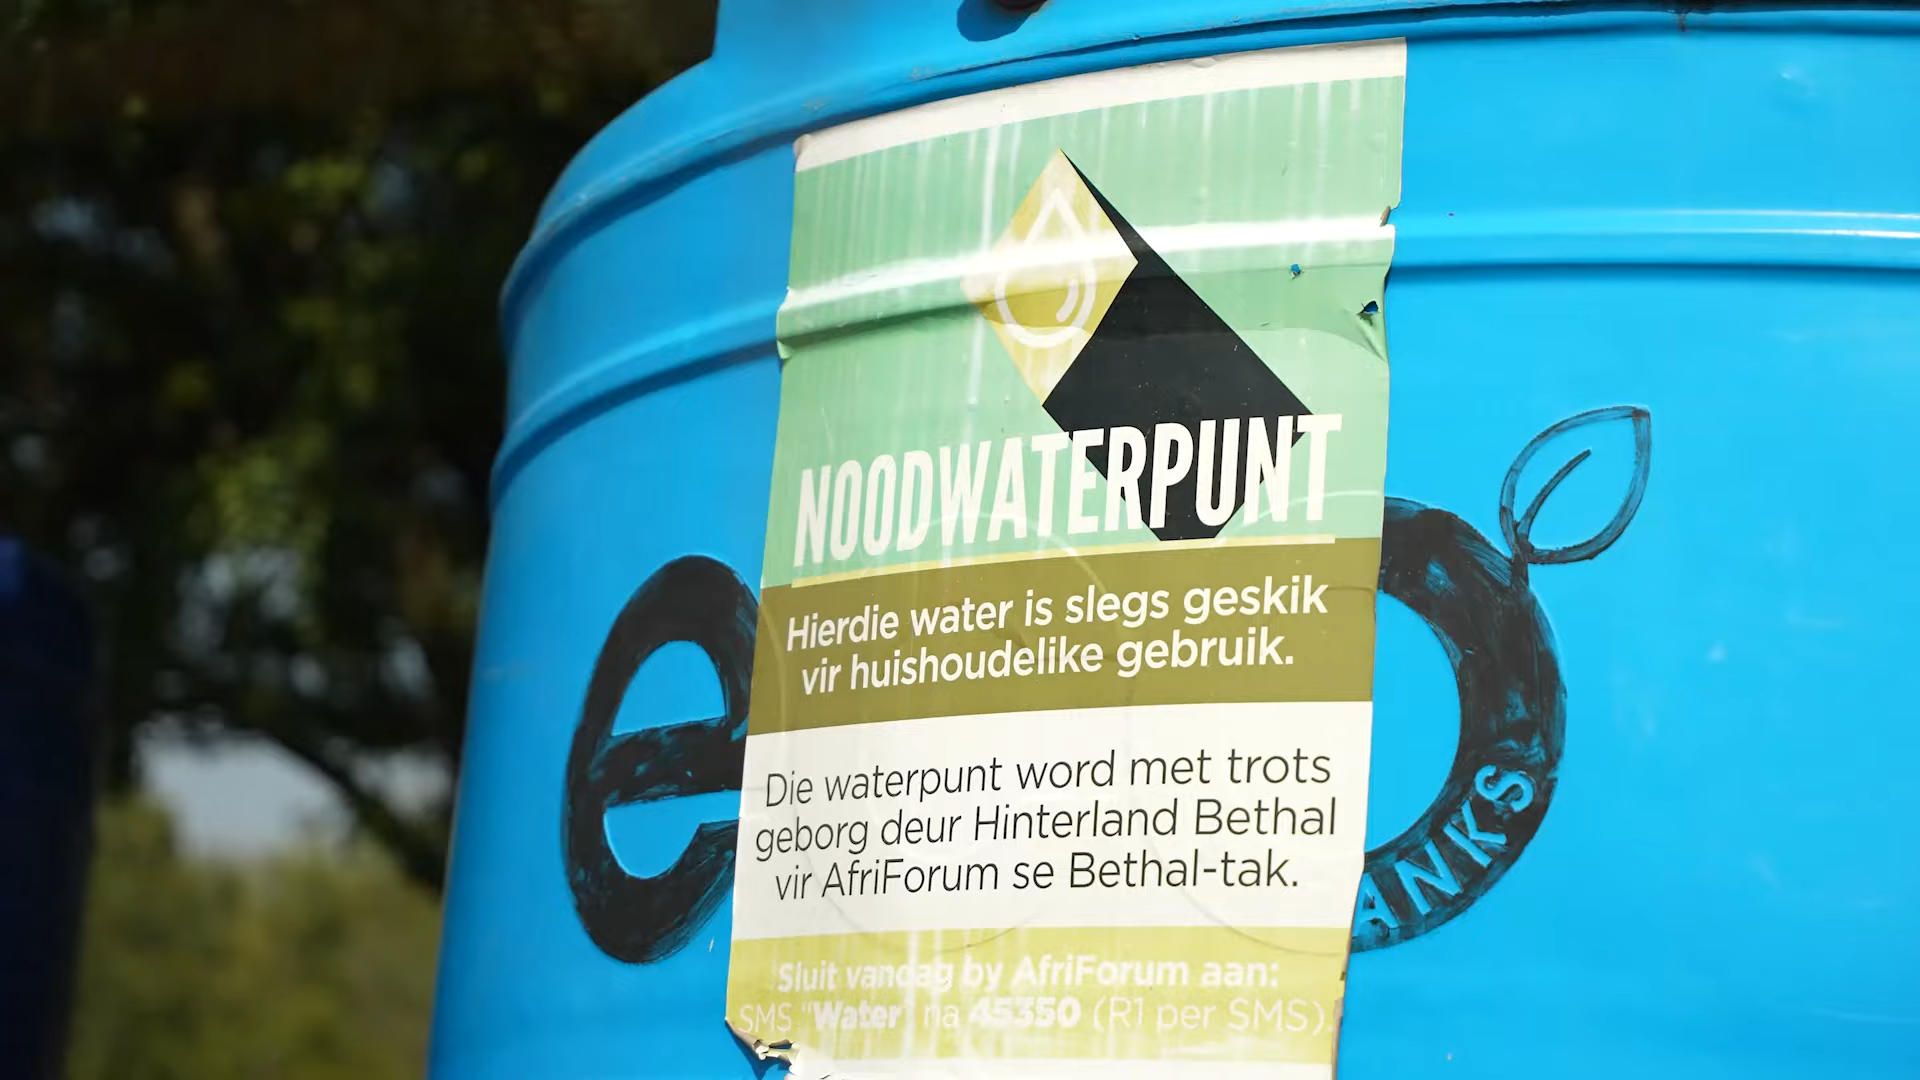 NOODWATERPUNT
Hierdie water is slegs geskik
vir huishoudelike gebruik.
Die waterpunt word met trots
geborg deur Hinterland Bethal
vir AfriForum se Bethal-tak.
Sluit vandag by AfriForum aan:
SMS "Water" na 45350 (R1 per SMS).